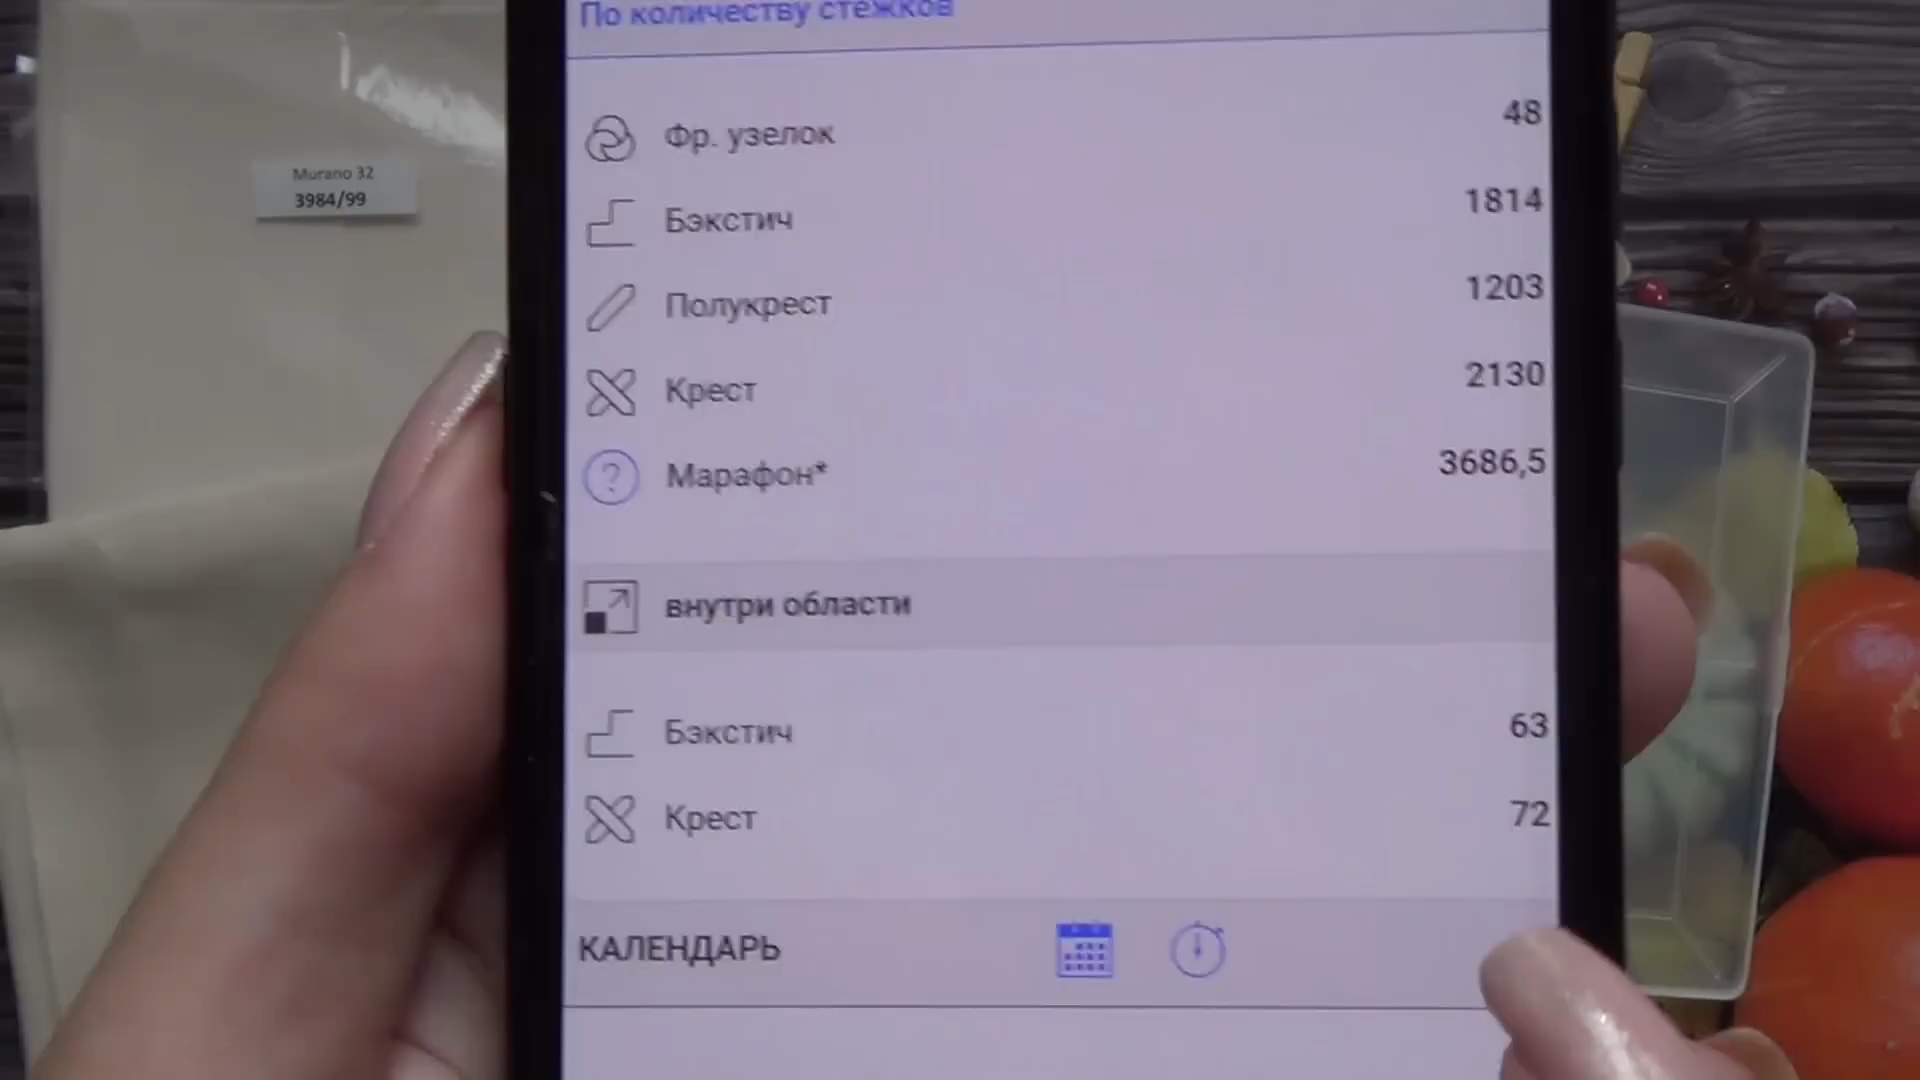 По количеству стежков
Murano 32
3984/99
Фр. узелок 48
Бэкстич 1814
Полукрест 1203
Крест 2130
Марафон* 3686,5
внутри области
Бэкстич 63
Крест 72
КАЛЕНДАРЬ